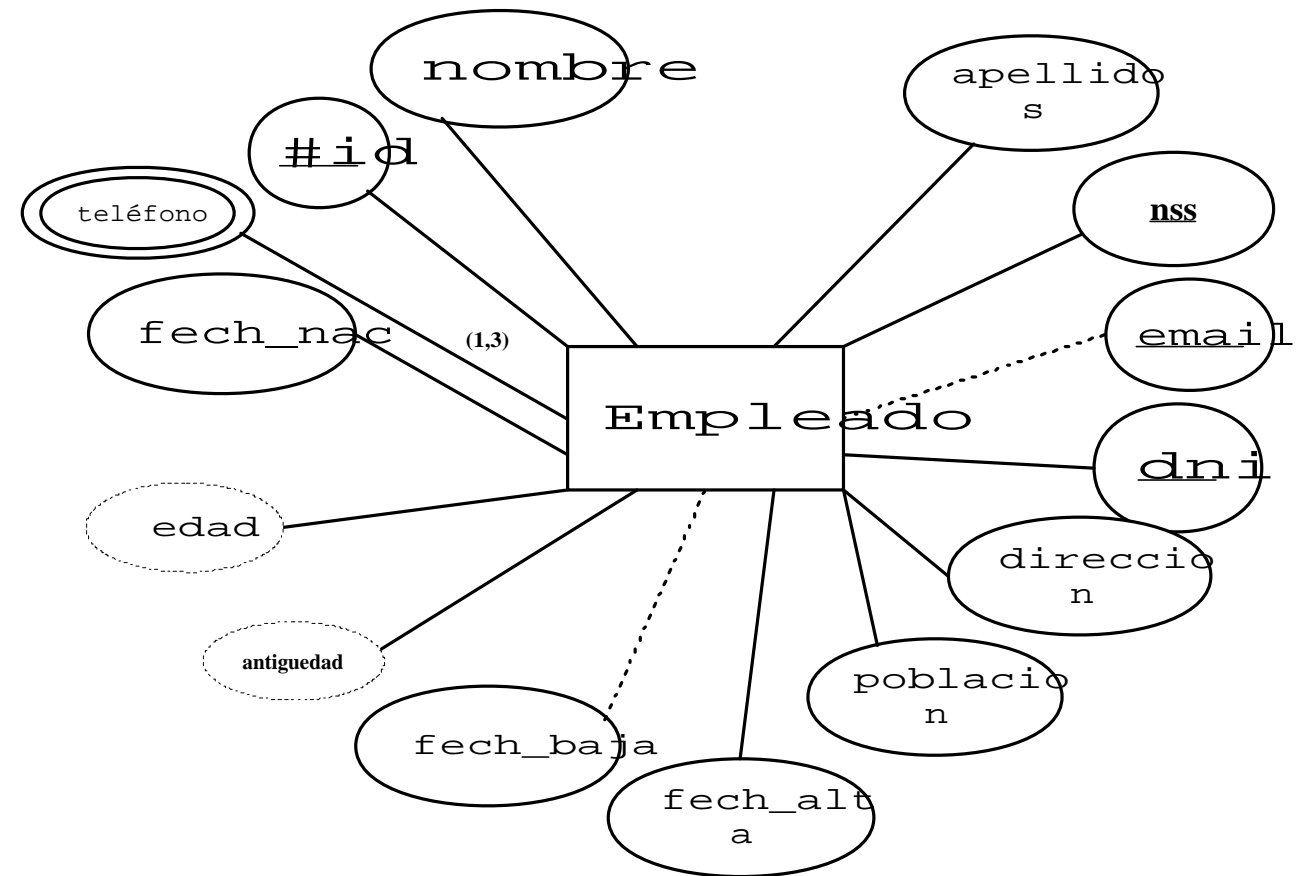 nombre
apellido
s
#id
nss
teléfono
fech_nac
(1,3)
email
Empleado
dni
edad
direccio
n
antiguedad
poblacio
n
fech_baja
fech_alt
a